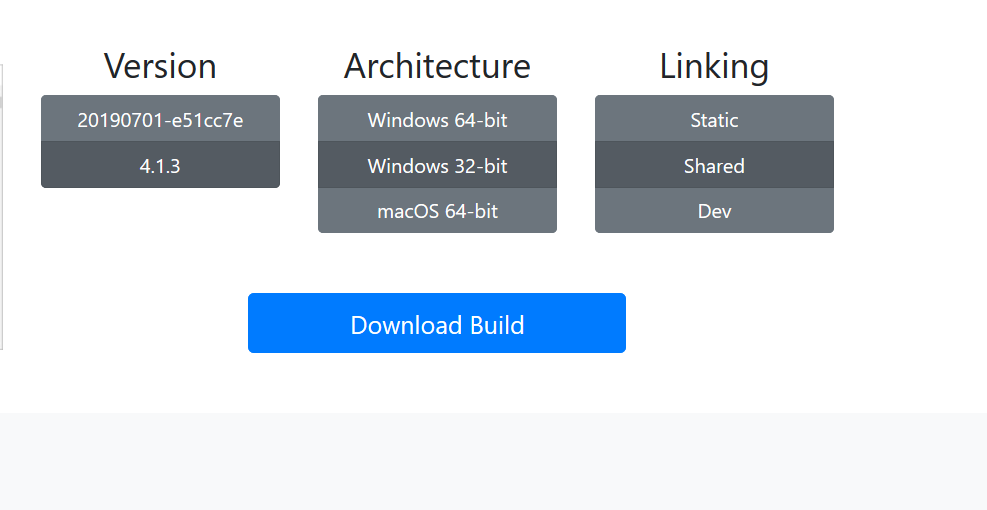 Version
20190701-e51cc7e
4.1.3
Architecture
Windows 64-bit
Windows 32-bit
macOS 64-bit
Linking
Static
Shared
Dev
Download Build